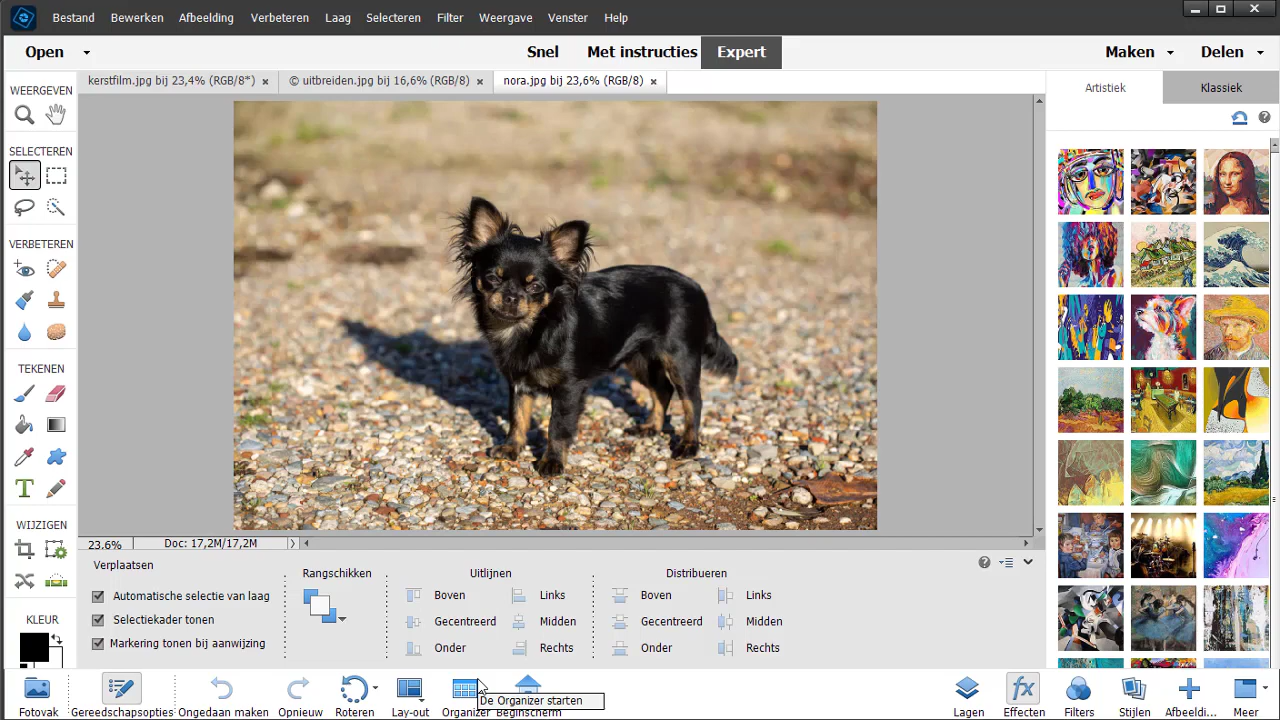 Bestand Bewerken Afbeelding Verbeteren Laag Selecteren Filter Weergave Venster Help
Open Snel Met instructies Expert Maken Delen
kerstfilm.jpg bij 23,4% (RGB/8*) × © uitbreiden.jpg bij 16,6% (RGB/8) × nora.jpg bij 23,6% (RGB/8) ×
Artistiek Klassiek
WEERGEVEN
SELECTEREN
VERBETEREN
TEKENEN
WIJZIGEN
KLEUR
23.6% Doc: 17,2M/17,2M
Verplaatsen Rangschikken Uitlijnen Distribueren
Automatische selectie van laag Boven Links Boven Links
Selectiekader tonen Gecentreerd Midden Gecentreerd Midden
Markering tonen bij aanwijzing Onder Rechts Onder Rechts
De Organizer starten
Fotovak Gereedschapsopties Ongedaan maken Opnieuw Roteren Lay-out Organizer Beginscherm Lagen Effecten Filters Stijlen Afbeeldi... Meer